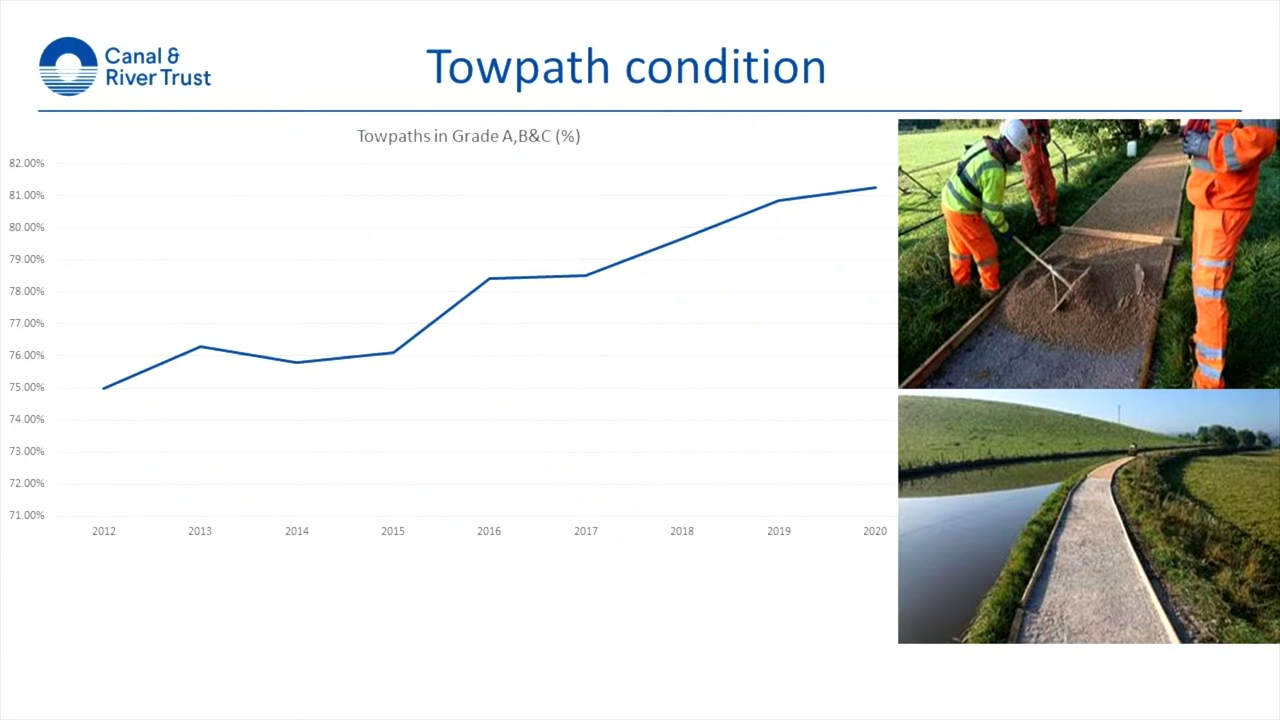 Canal &
River Trust
Towpath condition
Towpaths in Grade A,B&C (%)
82.00%
81.00%
80.00%
79.00%
78.00%
77.00%
76.00%
75.00%
74.00%
73.00%
72.00%
71.00%
2012 2013 2014 2015 2016 2017 2018 2019 2020